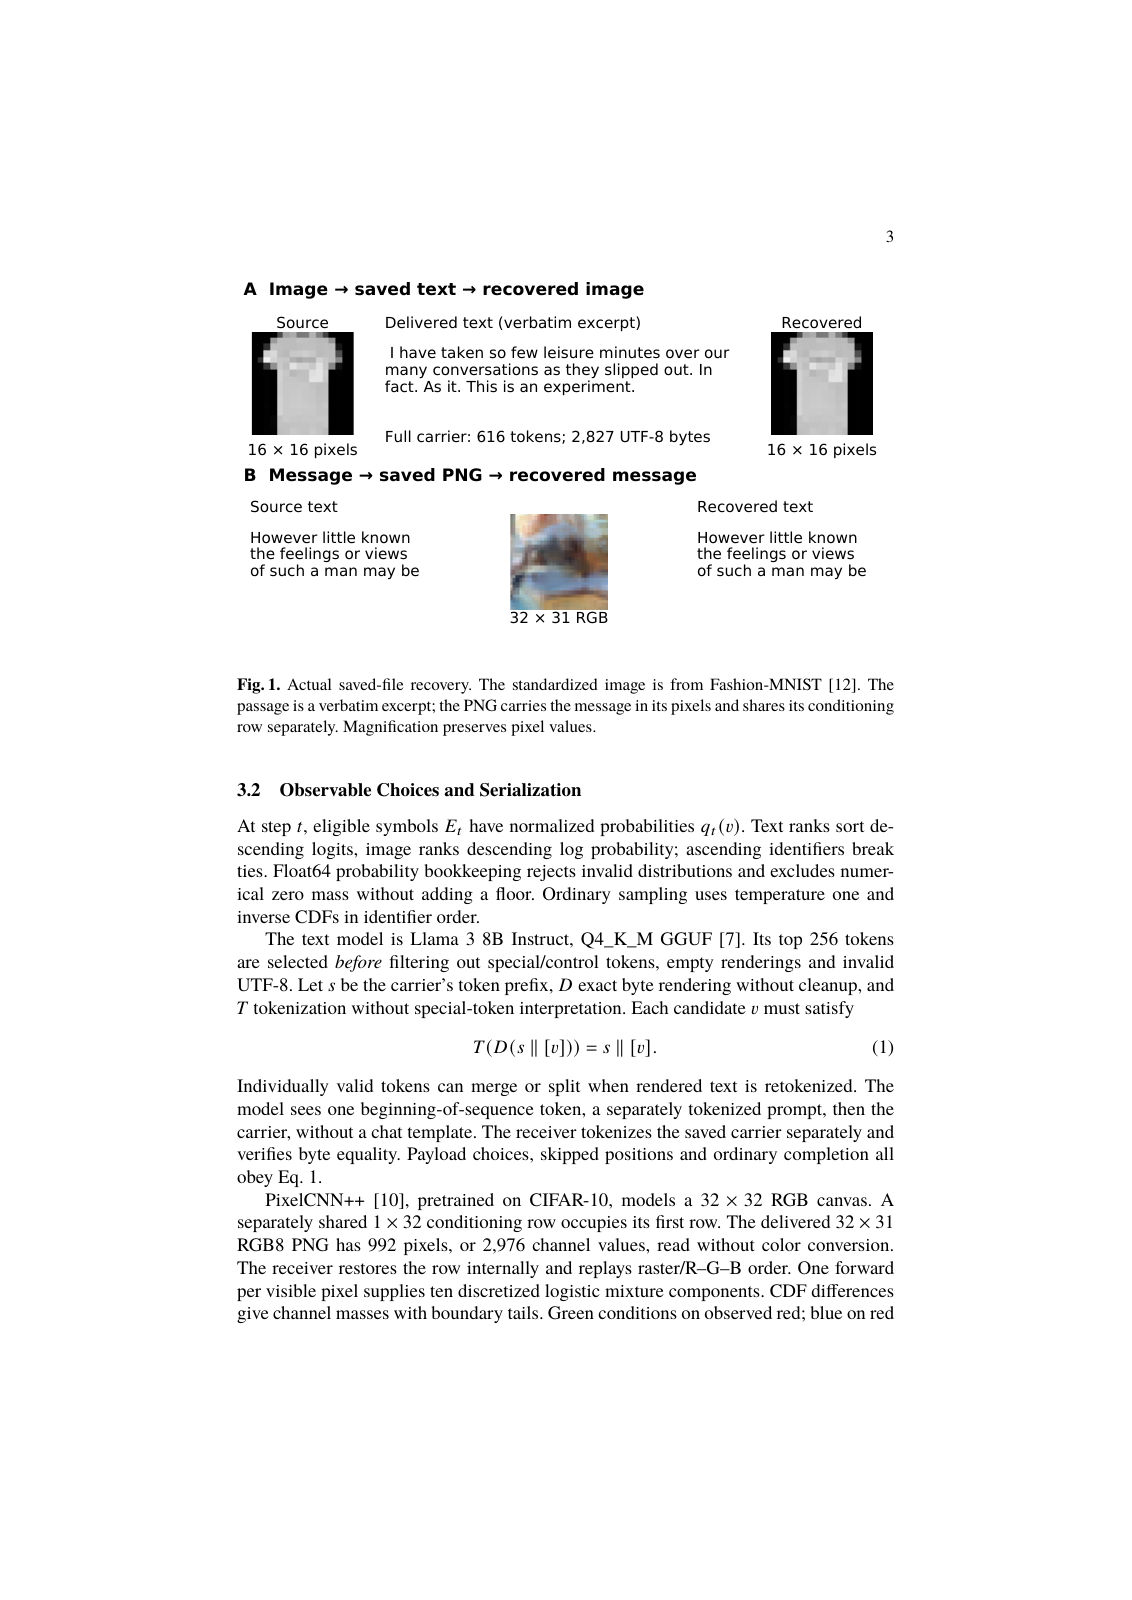 3
A Image → saved text → recovered image
Source
Delivered text (verbatim excerpt)
Recovered
I have taken so few leisure minutes over our
many conversations as they slipped out. In
fact. As it. This is an experiment.
Full carrier: 616 tokens; 2,827 UTF-8 bytes
16 × 16 pixels
16 × 16 pixels
B Message → saved PNG → recovered message
Source text
However little known
the feelings or views
of such a man may be
32 × 31 RGB
Recovered text
However little known
the feelings or views
of such a man may be
Fig. 1. Actual saved-file recovery. The standardized image is from Fashion-MNIST [12]. The
passage is a verbatim excerpt; the PNG carries the message in its pixels and shares its conditioning
row separately. Magnification preserves pixel values.
3.2 Observable Choices and Serialization
At step t, eligible symbols E_t have normalized probabilities q_t(v). Text ranks sort de-
scending logits, image ranks descending log probability; ascending identifiers break
ties. Float64 probability bookkeeping rejects invalid distributions and excludes numer-
ical zero mass without adding a floor. Ordinary sampling uses temperature one and
inverse CDFs in identifier order.
The text model is Llama 3 8B Instruct, Q4_K_M GGUF [7]. Its top 256 tokens
are selected before filtering out special/control tokens, empty renderings and invalid
UTF-8. Let s be the carrier's token prefix, D exact byte rendering without cleanup, and
T tokenization without special-token interpretation. Each candidate v must satisfy
T(D(s ∥ [v])) = s ∥ [v]. (1)
Individually valid tokens can merge or split when rendered text is retokenized. The
model sees one beginning-of-sequence token, a separately tokenized prompt, then the
carrier, without a chat template. The receiver tokenizes the saved carrier separately and
verifies byte equality. Payload choices, skipped positions and ordinary completion all
obey Eq. 1.
PixelCNN++ [10], pretrained on CIFAR-10, models a 32 × 32 RGB canvas. A
separately shared 1 × 32 conditioning row occupies its first row. The delivered 32 × 31
RGB8 PNG has 992 pixels, or 2,976 channel values, read without color conversion.
The receiver restores the row internally and replays raster/R–G–B order. One forward
per visible pixel supplies ten discretized logistic mixture components. CDF differences
give channel masses with boundary tails. Green conditions on observed red; blue on red